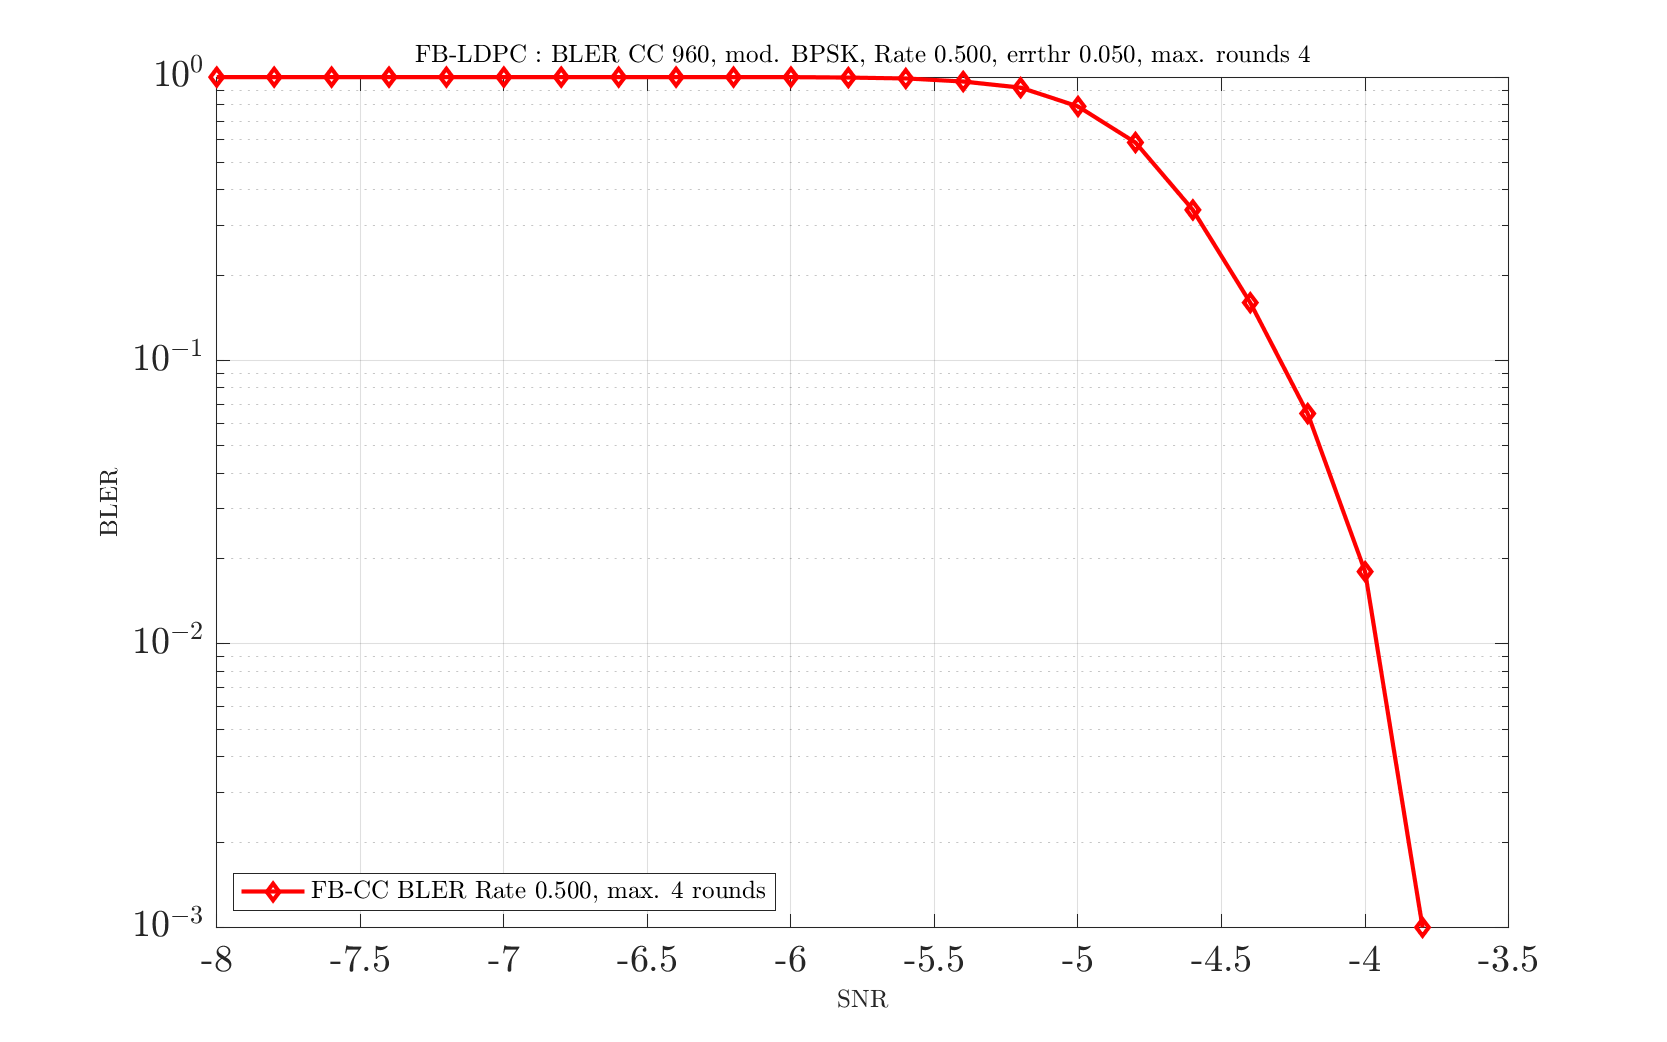 FB-LDPC : BLER CC 960, mod. BPSK, Rate 0.500, errthr 0.050, max. rounds 4
10^0
10^{-1}
10^{-2}
10^{-3}
BLER
FB-CC BLER Rate 0.500, max. 4 rounds
-8 -7.5 -7 -6.5 -6 -5.5 -5 -4.5 -4 -3.5
SNR